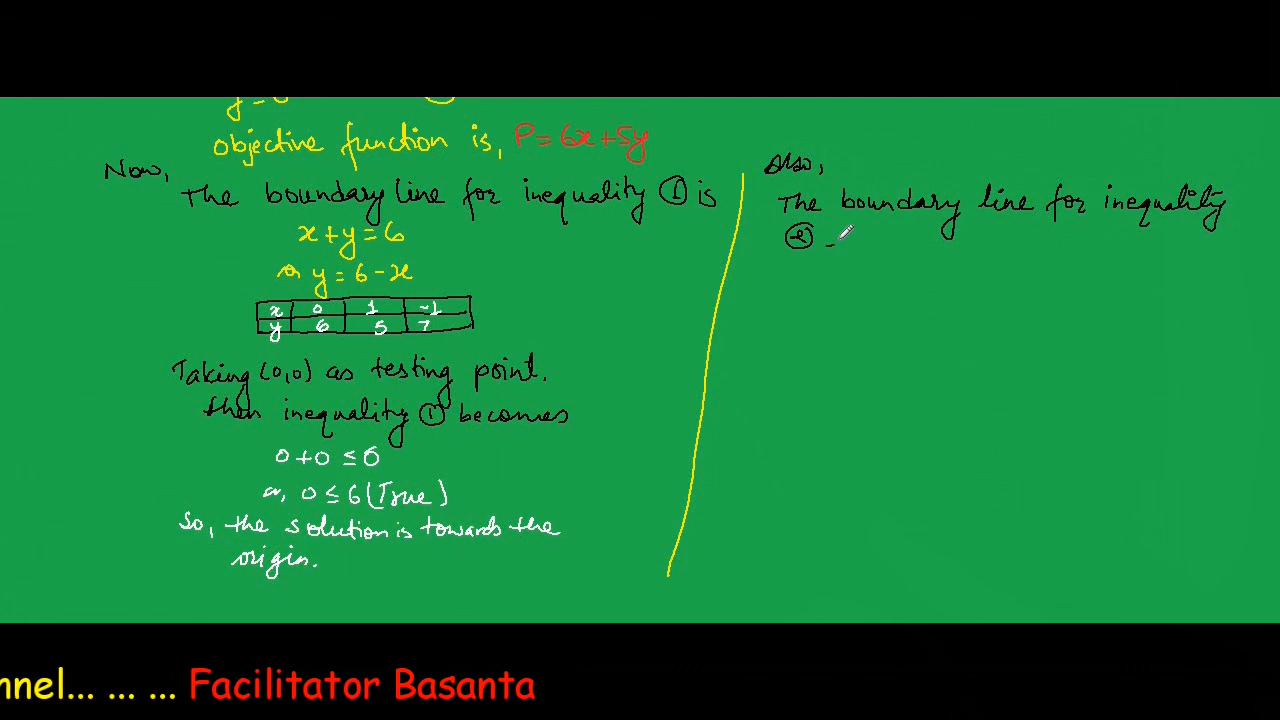 objective function is, P = 6x+5y
Now,
The boundary line for inequality ① is
x+y=6
or y = 6-x
x 0 1 -1
y 6 5 7
Taking (0,0) as testing point.
then inequality ① becomes
0+0 ≤ 6
or, 0 ≤ 6 (True)
So, the solution is towards the
origin.
Also,
The boundary line for inequality
②
nnel... ... ... Facilitator Basanta